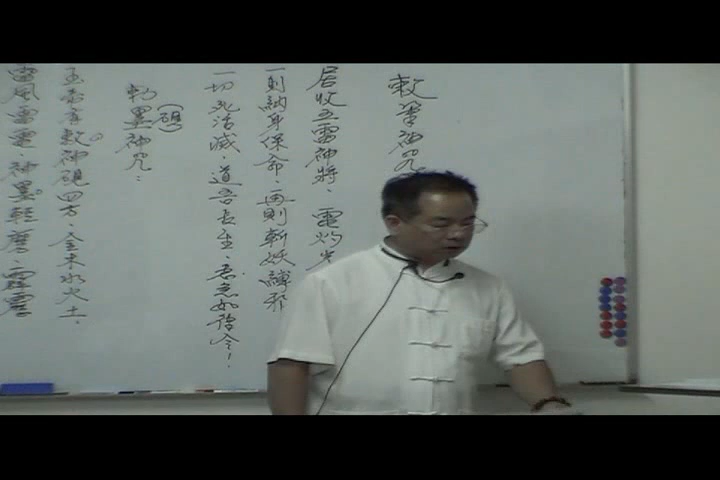 敕筆神咒
居收五雷神將、電灼光
一則納身保命、再則斬妖縛邪
一切死活滅、道吾長生、急急如律令!
敕墨(硯)神咒:
玉帝有敕神硯四方、金木水火土、
雷風雷電、神墨輕磨、霹靂